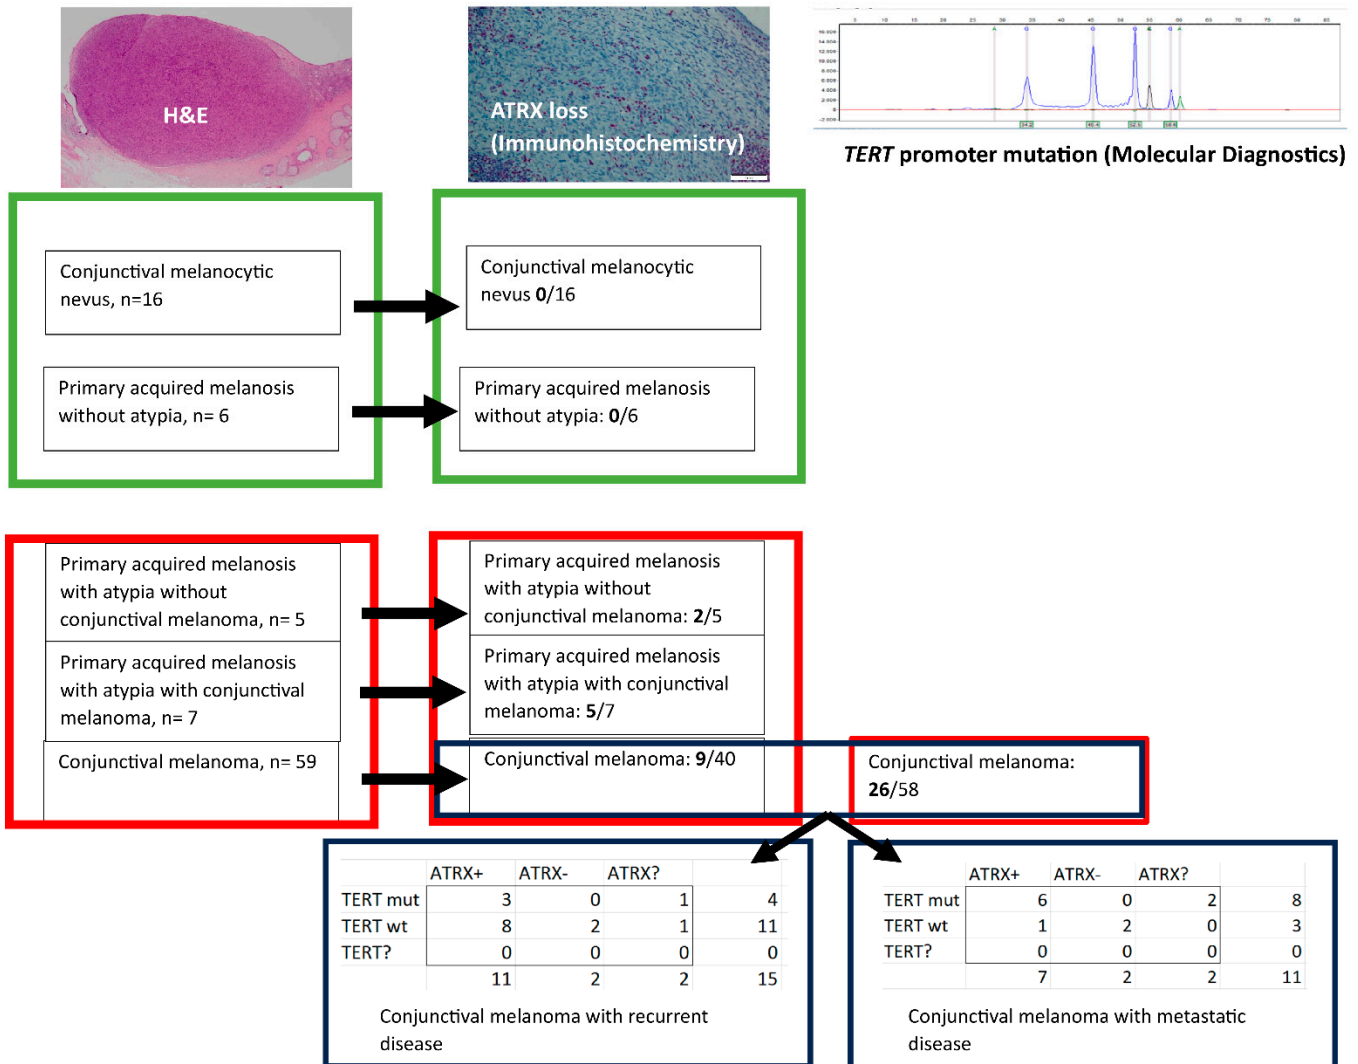 H&E
ATRX loss
(Immunohistochemistry)
TERT promoter mutation (Molecular Diagnostics)
Conjunctival melanocytic
nevus, n=16
Conjunctival melanocytic
nevus 0/16
Primary acquired melanosis
without atypia, n= 6
Primary acquired melanosis
without atypia: 0/6
Primary acquired melanosis
with atypia without
conjunctival melanoma, n= 5
Primary acquired melanosis
with atypia without
conjunctival melanoma: 2/5
Primary acquired melanosis
with atypia with conjunctival
melanoma, n= 7
Primary acquired melanosis
with atypia with conjunctival
melanoma: 5/7
Conjunctival melanoma, n= 59
Conjunctival melanoma: 9/40
Conjunctival melanoma:
26/58
ATRX+ ATRX- ATRX?
TERT mut 3 0 1 4
TERT wt 8 2 1 11
TERT? 0 0 0 0
11 2 2 15
Conjunctival melanoma with recurrent
disease
ATRX+ ATRX- ATRX?
TERT mut 6 0 2 8
TERT wt 1 2 0 3
TERT? 0 0 0 0
7 2 2 11
Conjunctival melanoma with metastatic
disease